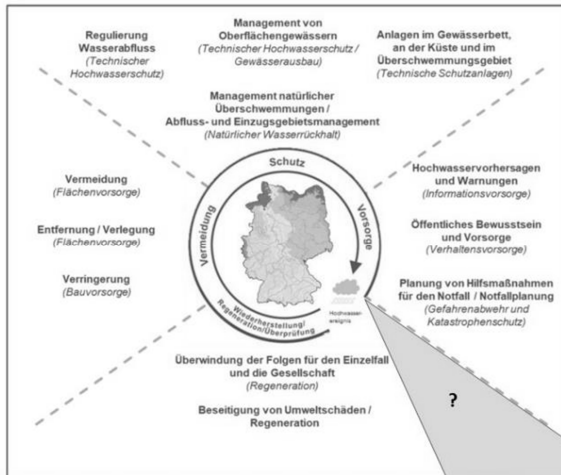 Regulierung
Wasserabfluss
(Technischer
Hochwasserschutz)
Management von
Oberflächengewässern
(Technischer Hochwasserschutz /
Gewässerausbau)
Anlagen im Gewässerbett,
an der Küste und im
Überschwemmungsgebiet
(Technische Schutzanlagen)
Management natürlicher
Überschwemmungen /
Abfluss- und Einzugsgebietsmanagement
(Natürlicher Wasserrückhalt)
Schutz
Vermeidung
Vorsorge
Wiederherstellung/
Regeneration/Überprüfung
Hochwasser-
ereignis
Vermeidung
(Flächenvorsorge)
Entfernung / Verlegung
(Flächenvorsorge)
Verringerung
(Bauvorsorge)
Hochwasservorhersagen
und Warnungen
(Informationsvorsorge)
Öffentliches Bewusstsein
und Vorsorge
(Verhaltensvorsorge)
Planung von Hilfsmaßnahmen
für den Notfall / Notfallplanung
(Gefahrenabwehr und
Katastrophenschutz)
Überwindung der Folgen für den Einzelfall
und die Gesellschaft
(Regeneration)
Beseitigung von Umweltschäden /
Regeneration
?